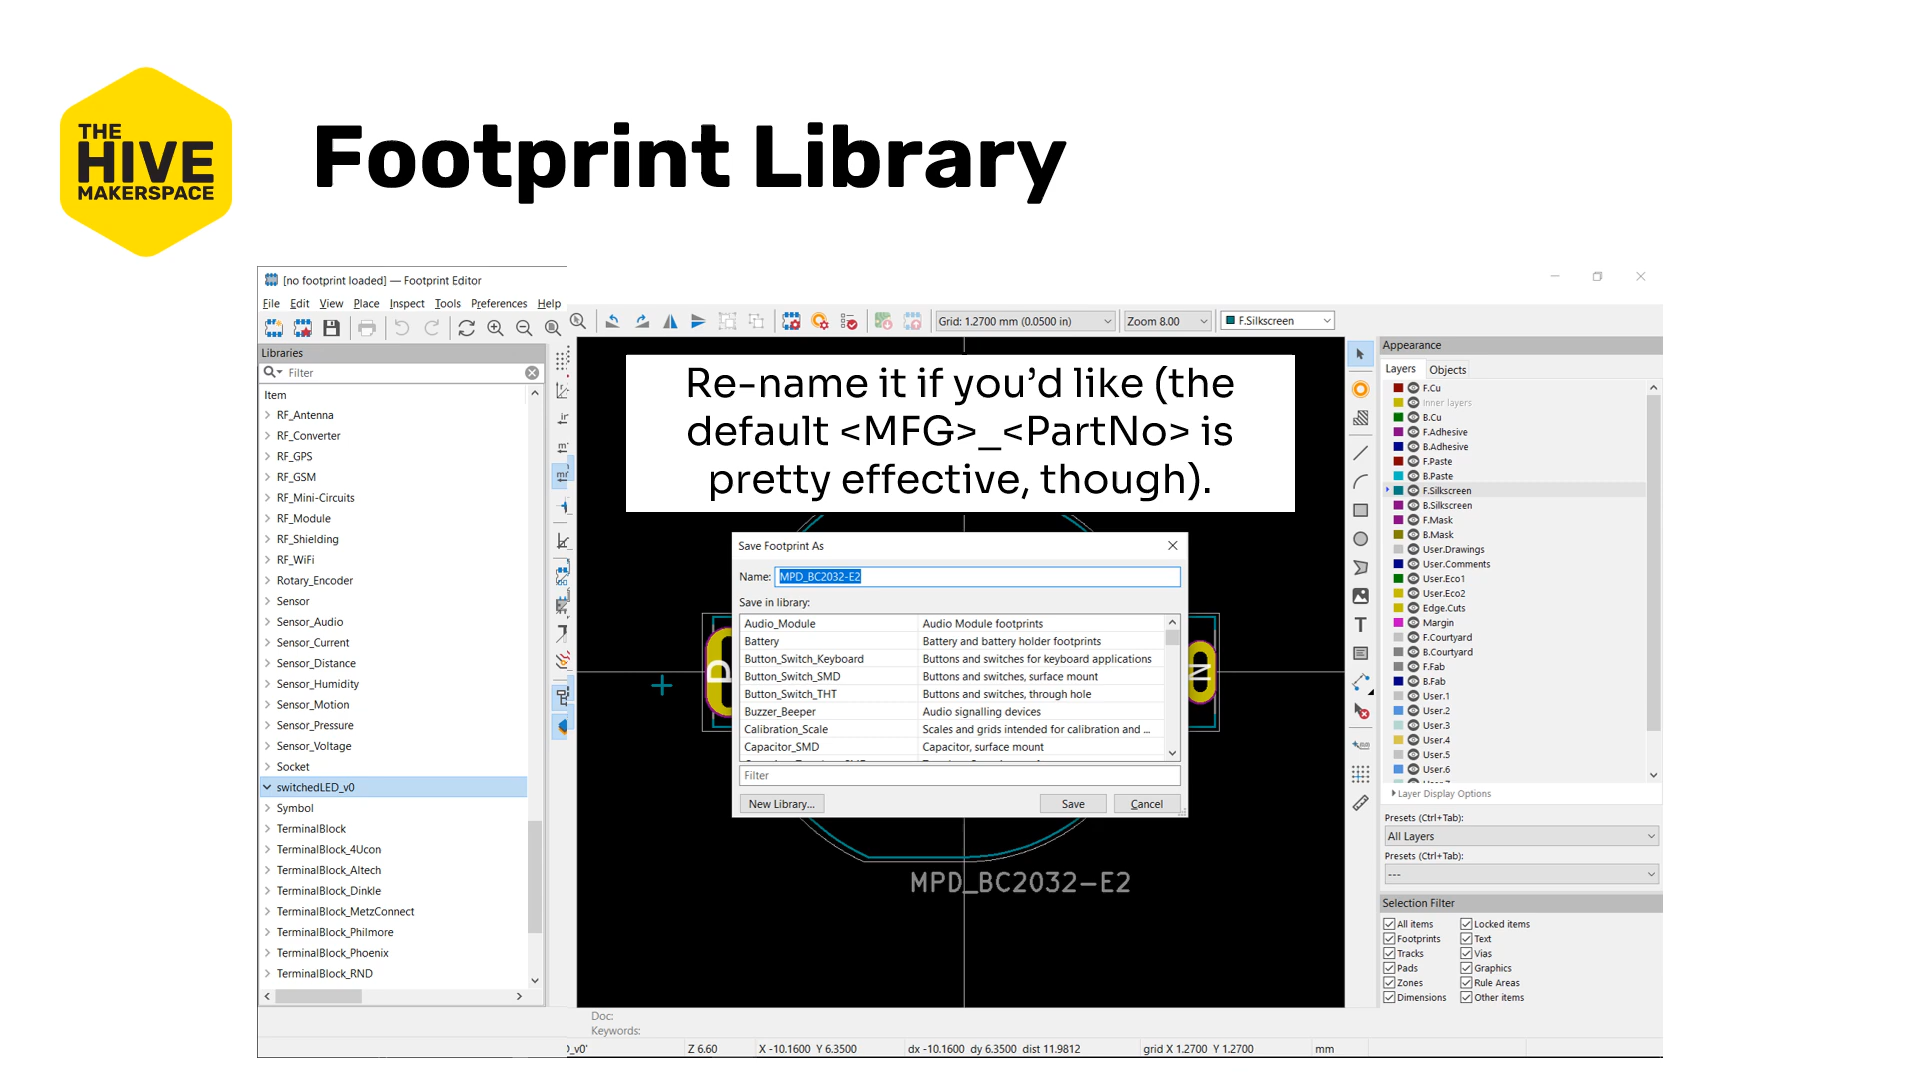 THE
HIVE
MAKERSPACE
Footprint Library
[no footprint loaded] — Footprint Editor
File Edit View Place Inspect Tools Preferences Help
Grid: 1.2700 mm (0.0500 in)
Zoom 8.00
F.Silkscreen
Libraries
Filter
Item
RF_Antenna
RF_Converter
RF_GPS
RF_GSM
RF_Mini-Circuits
RF_Module
RF_Shielding
RF_WiFi
Rotary_Encoder
Sensor
Sensor_Audio
Sensor_Current
Sensor_Distance
Sensor_Humidity
Sensor_Motion
Sensor_Pressure
Sensor_Voltage
Socket
switchedLED_v0
Symbol
TerminalBlock
TerminalBlock_4Ucon
TerminalBlock_Altech
TerminalBlock_Dinkle
TerminalBlock_MetzConnect
TerminalBlock_Philmore
TerminalBlock_Phoenix
TerminalBlock_RND
Re-name it if you’d like (the
default <MFG>_<PartNo> is
pretty effective, though).
Save Footprint As
Name: MPD_BC2032-E2
Save in library:
Audio_Module Audio Module footprints
Battery Battery and battery holder footprints
Button_Switch_Keyboard Buttons and switches for keyboard applications
Button_Switch_SMD Buttons and switches, surface mount
Button_Switch_THT Buttons and switches, through hole
Buzzer_Beeper Audio signalling devices
Calibration_Scale Scales and grids intended for calibration and ...
Capacitor_SMD Capacitor, surface mount
Filter
New Library...
Save
Cancel
N
MPD_BC2032-E2
Appearance
Layers Objects
F.Cu
Inner layers
B.Cu
F.Adhesive
B.Adhesive
F.Paste
B.Paste
F.Silkscreen
B.Silkscreen
F.Mask
B.Mask
User.Drawings
User.Comments
User.Eco1
User.Eco2
Edge.Cuts
Margin
F.Courtyard
B.Courtyard
F.Fab
B.Fab
User.1
User.2
User.3
User.4
User.5
User.6
Layer Display Options
Presets (Ctrl+Tab):
All Layers
Presets (Ctrl+Tab):
---
Selection Filter
All items Locked items
Footprints Text
Tracks Vias
Pads Graphics
Zones Rule Areas
Dimensions Other items
Doc:
Keywords:
_v0' Z 6.60 X -10.1600 Y 6.3500 dx -10.1600 dy 6.3500 dist 11.9812 grid X 1.2700 Y 1.2700 mm